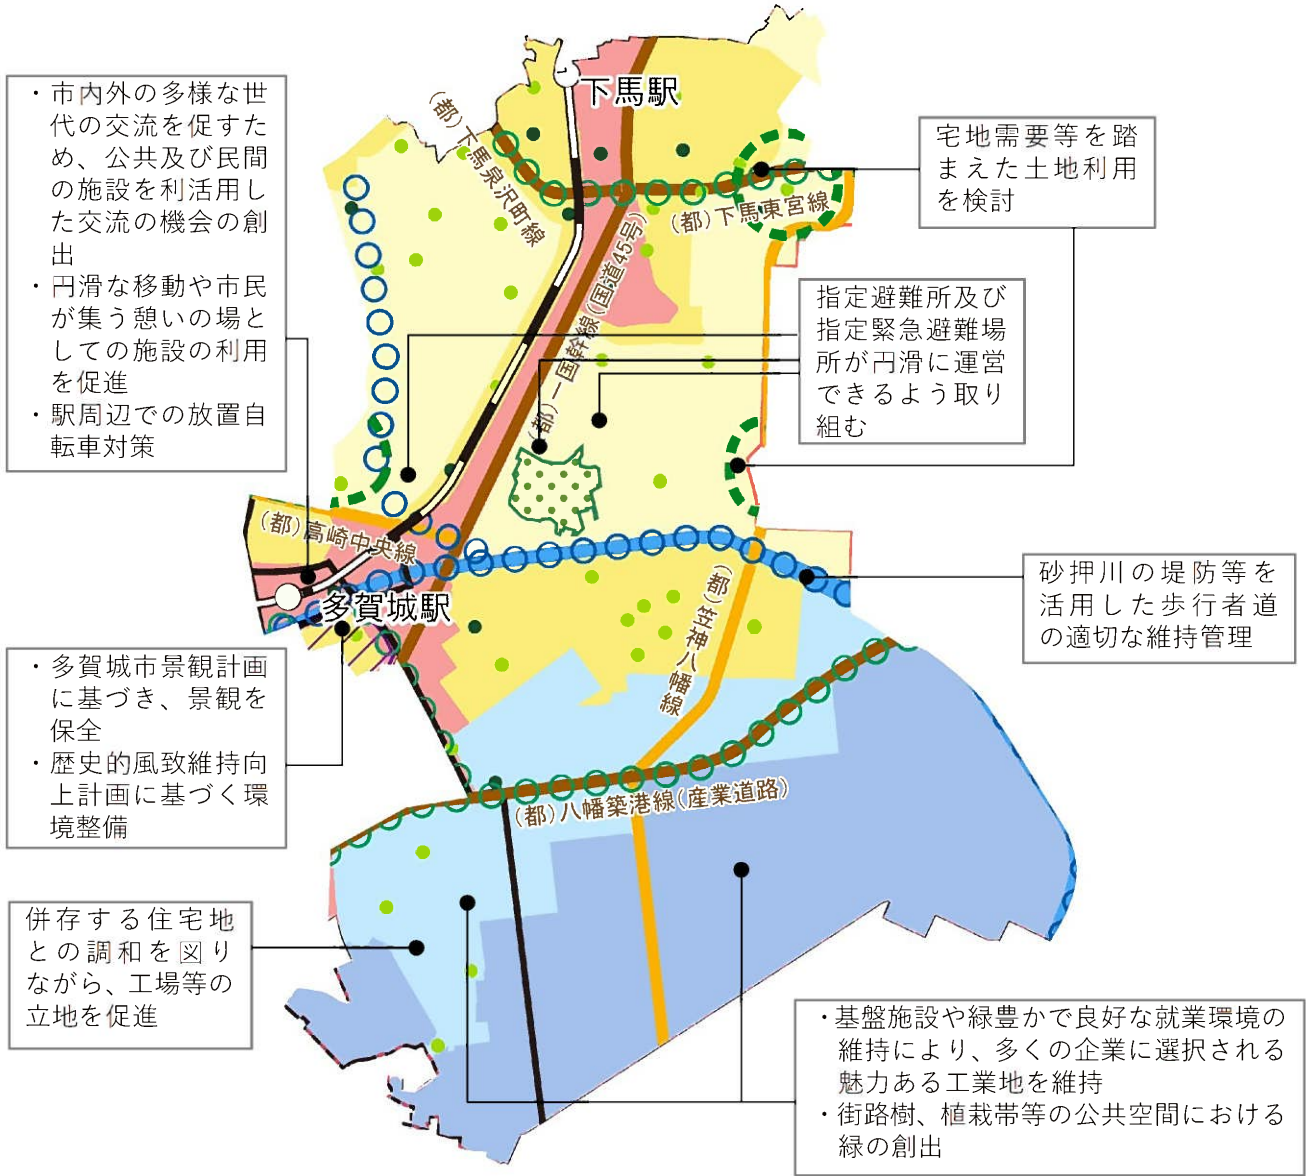 ・市内外の多様な世
代の交流を促すた
め、公共及び民間
の施設を利活用し
た交流の機会の創
出
・円滑な移動や市民
が集う憩いの場と
しての施設の利用
を促進
・駅周辺での放置自
転車対策
下馬駅
(都)下馬泉沢町線
(都)下馬東宮線
(都)一国幹線(国道45号)
宅地需要等を踏
まえた土地利用
を検討
指定避難所及び
指定緊急避難場
所が円滑に運営
できるよう取り
組む
(都)高崎中央線
多賀城駅
(都)笠神八幡線
砂押川の堤防等を
活用した歩行者道
の適切な維持管理
・多賀城市景観計画
に基づき、景観を
保全
・歴史的風致維持向
上計画に基づく環
境整備
(都)八幡築港線(産業道路)
併存する住宅地
との調和を図り
ながら、工場等の
立地を促進
・基盤施設や緑豊かで良好な就業環境の
維持により、多くの企業に選択される
魅力ある工業地を維持
・街路樹、植栽帯等の公共空間における
緑の創出